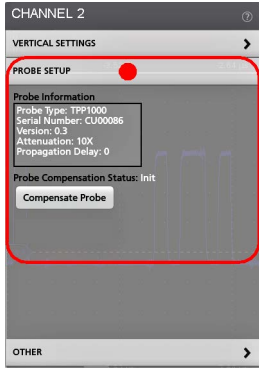 CHANNEL 2
VERTICAL SETTINGS
PROBE SETUP
Probe Information
Probe Type: TPP1000
Serial Number: CU00086
Version: 0.3
Attenuation: 10X
Propagation Delay: 0
Probe Compensation Status: Init
Compensate Probe
OTHER